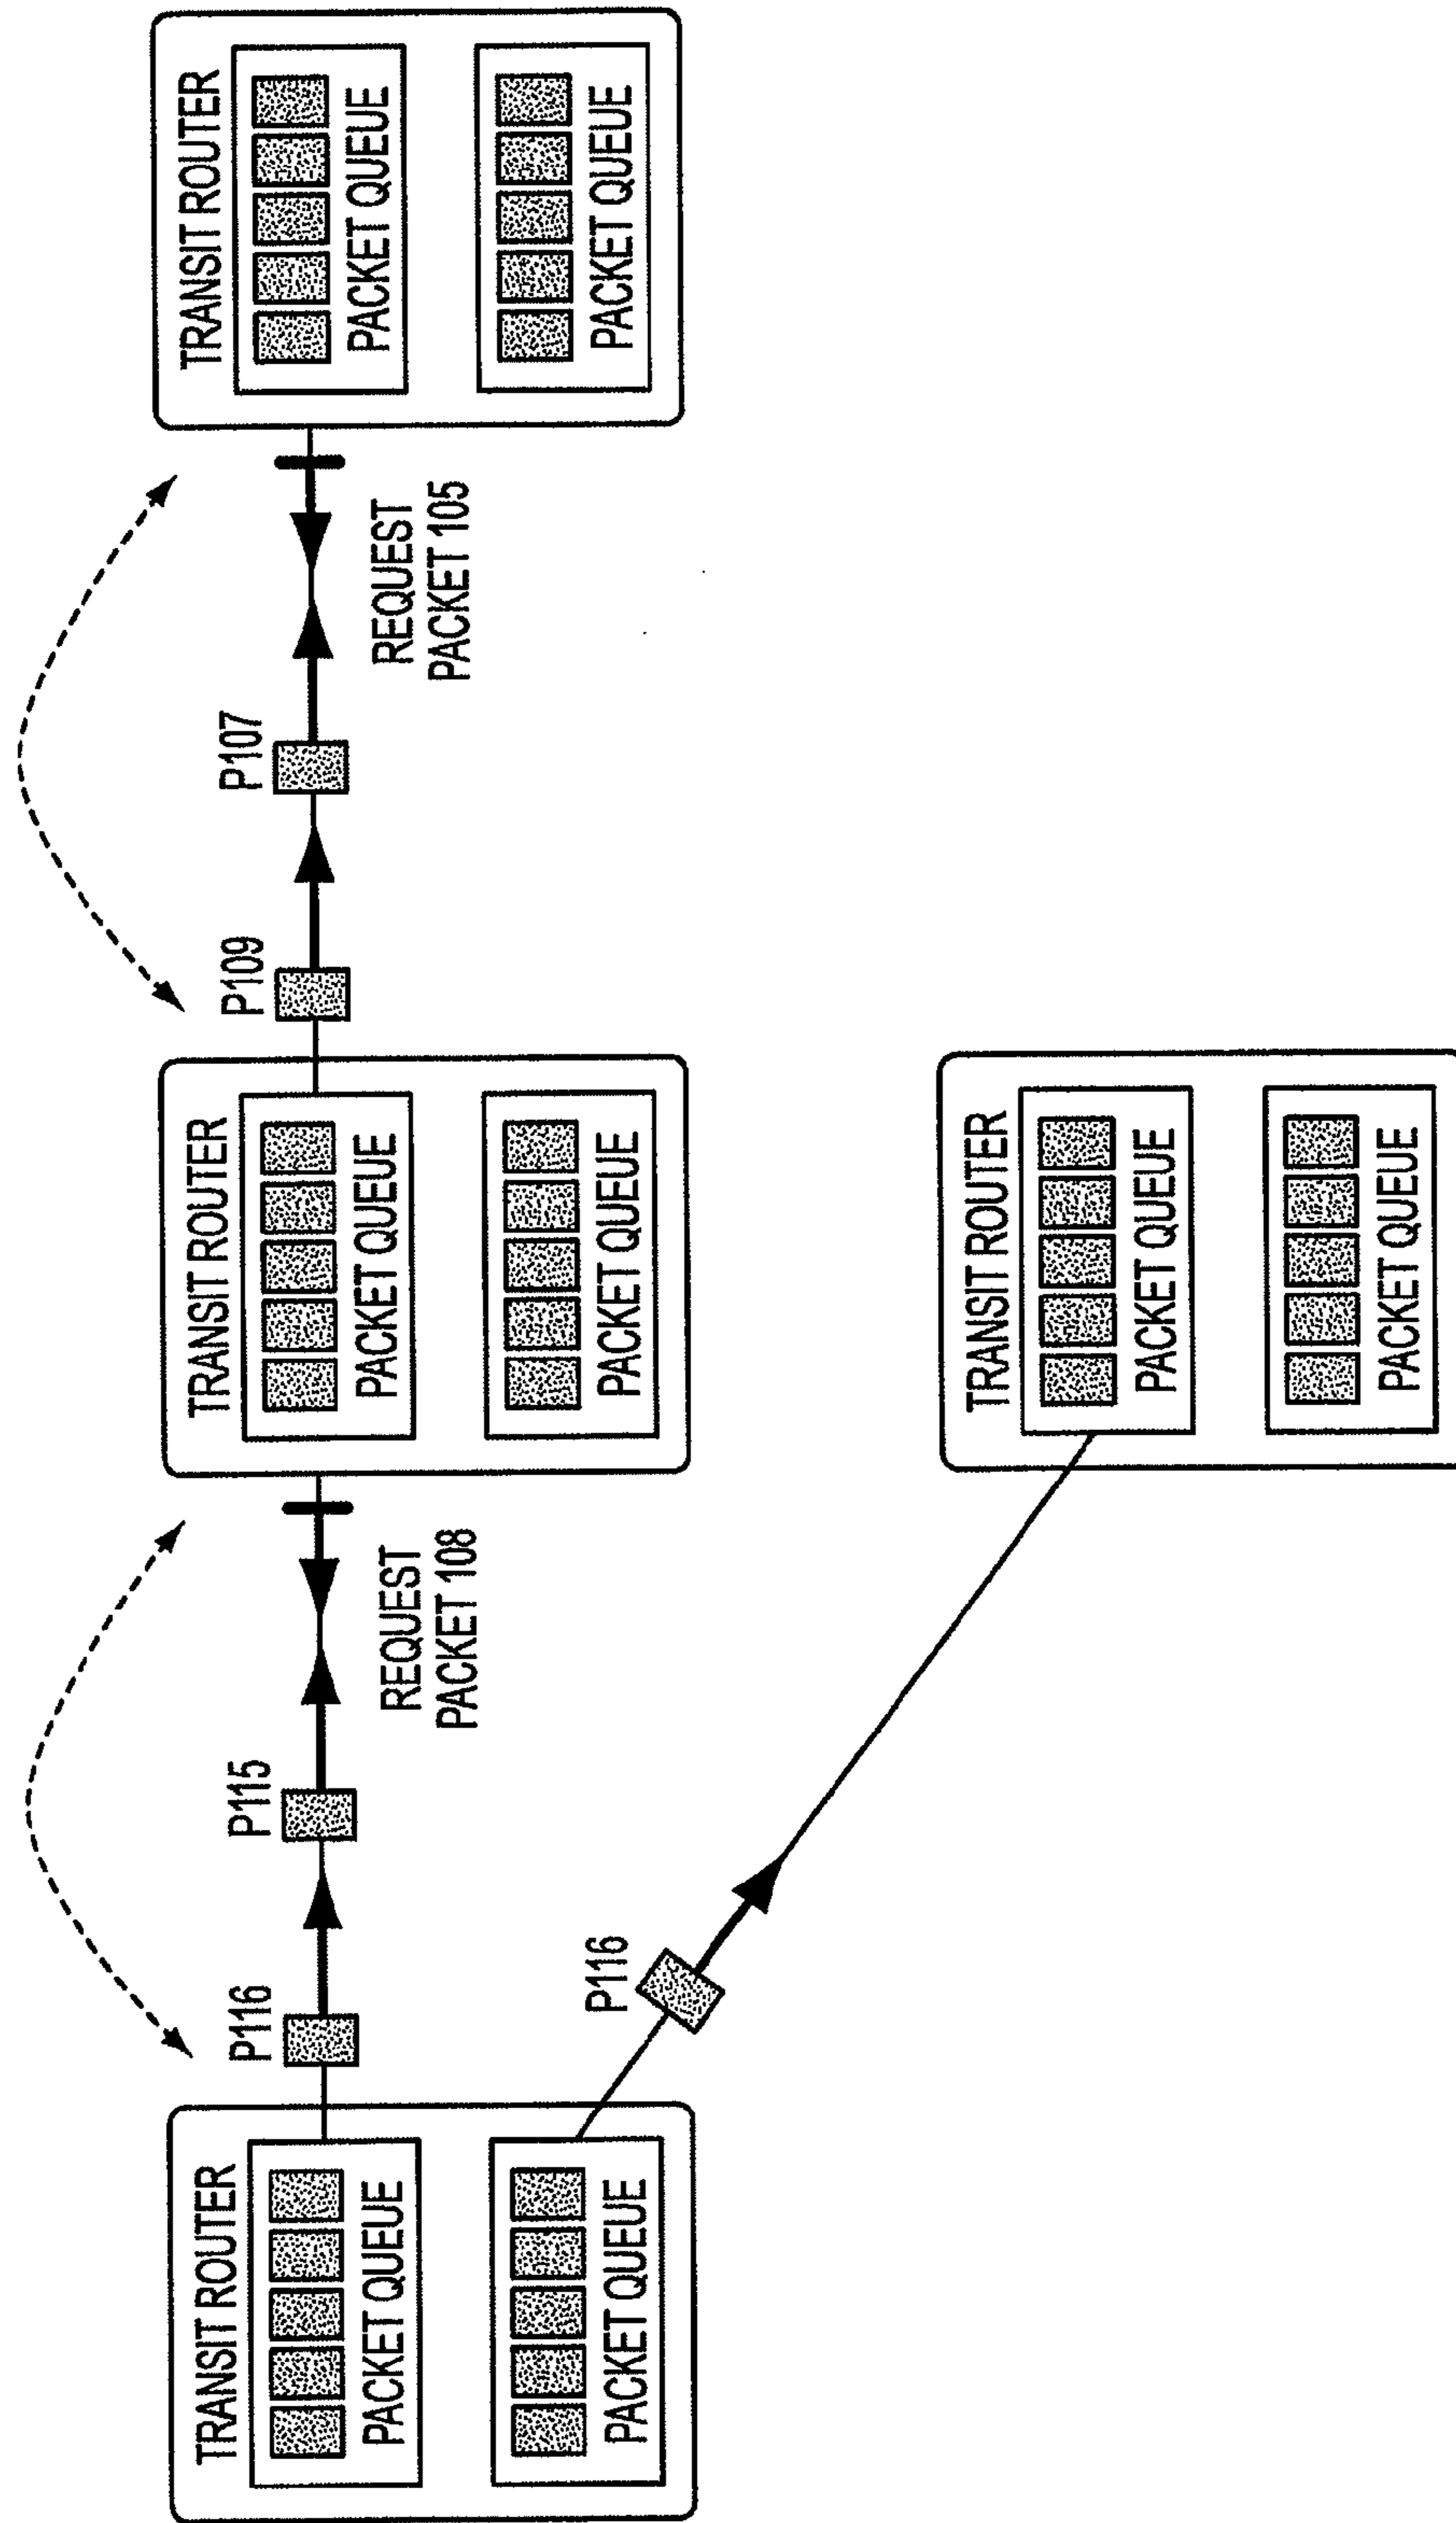 TRANSIT ROUTER
PACKET QUEUE
PACKET QUEUE
P116
P115
REQUEST
PACKET 108
P116
TRANSIT ROUTER
PACKET QUEUE
PACKET QUEUE
P109
P107
REQUEST
PACKET 105
TRANSIT ROUTER
PACKET QUEUE
PACKET QUEUE
TRANSIT ROUTER
PACKET QUEUE
PACKET QUEUE